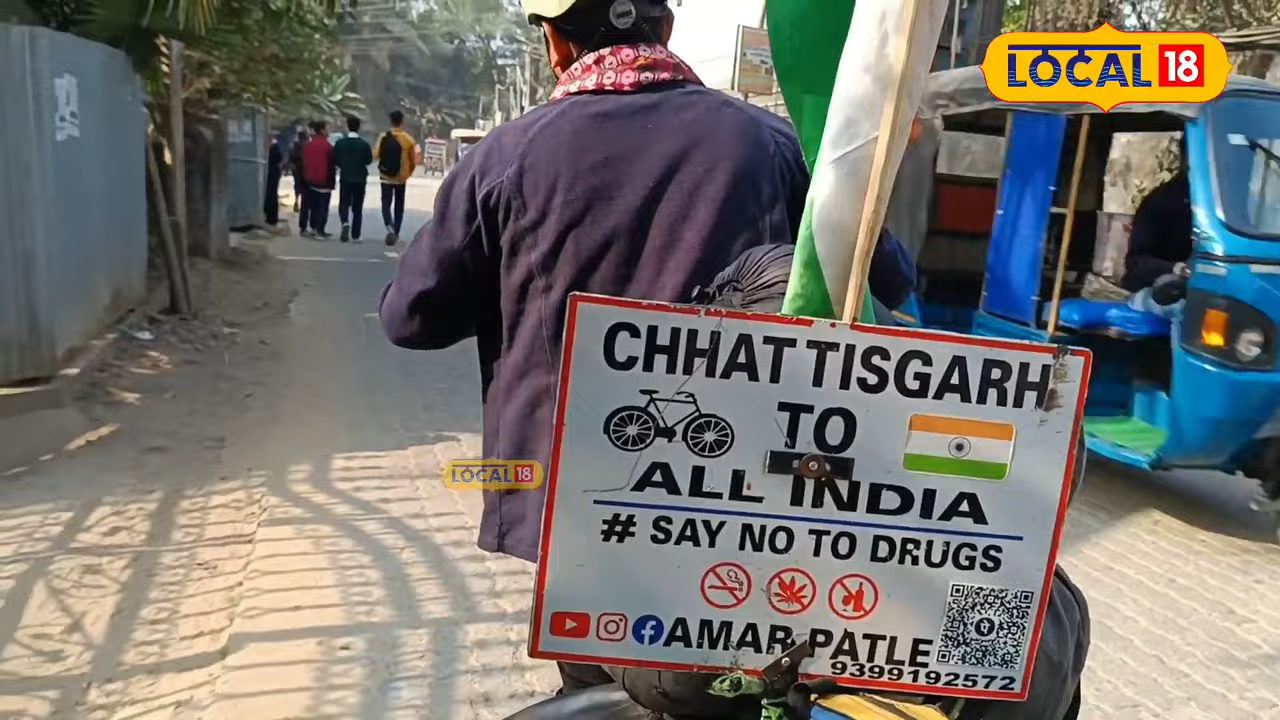 LOCAL 18
CHHATTISGARH
TO
ALL INDIA
# SAY NO TO DRUGS
AMAR PATLE
9399192572
LOCAL 18